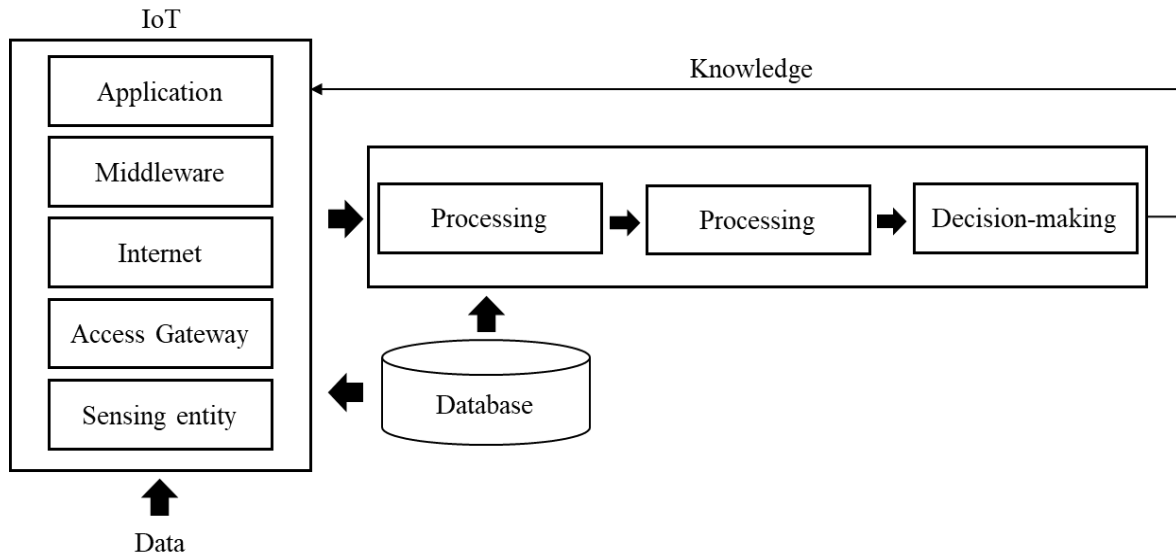 IoT
Application
Middleware
Internet
Access Gateway
Sensing entity
Data
Knowledge
Processing
Processing
Decision-making
Database